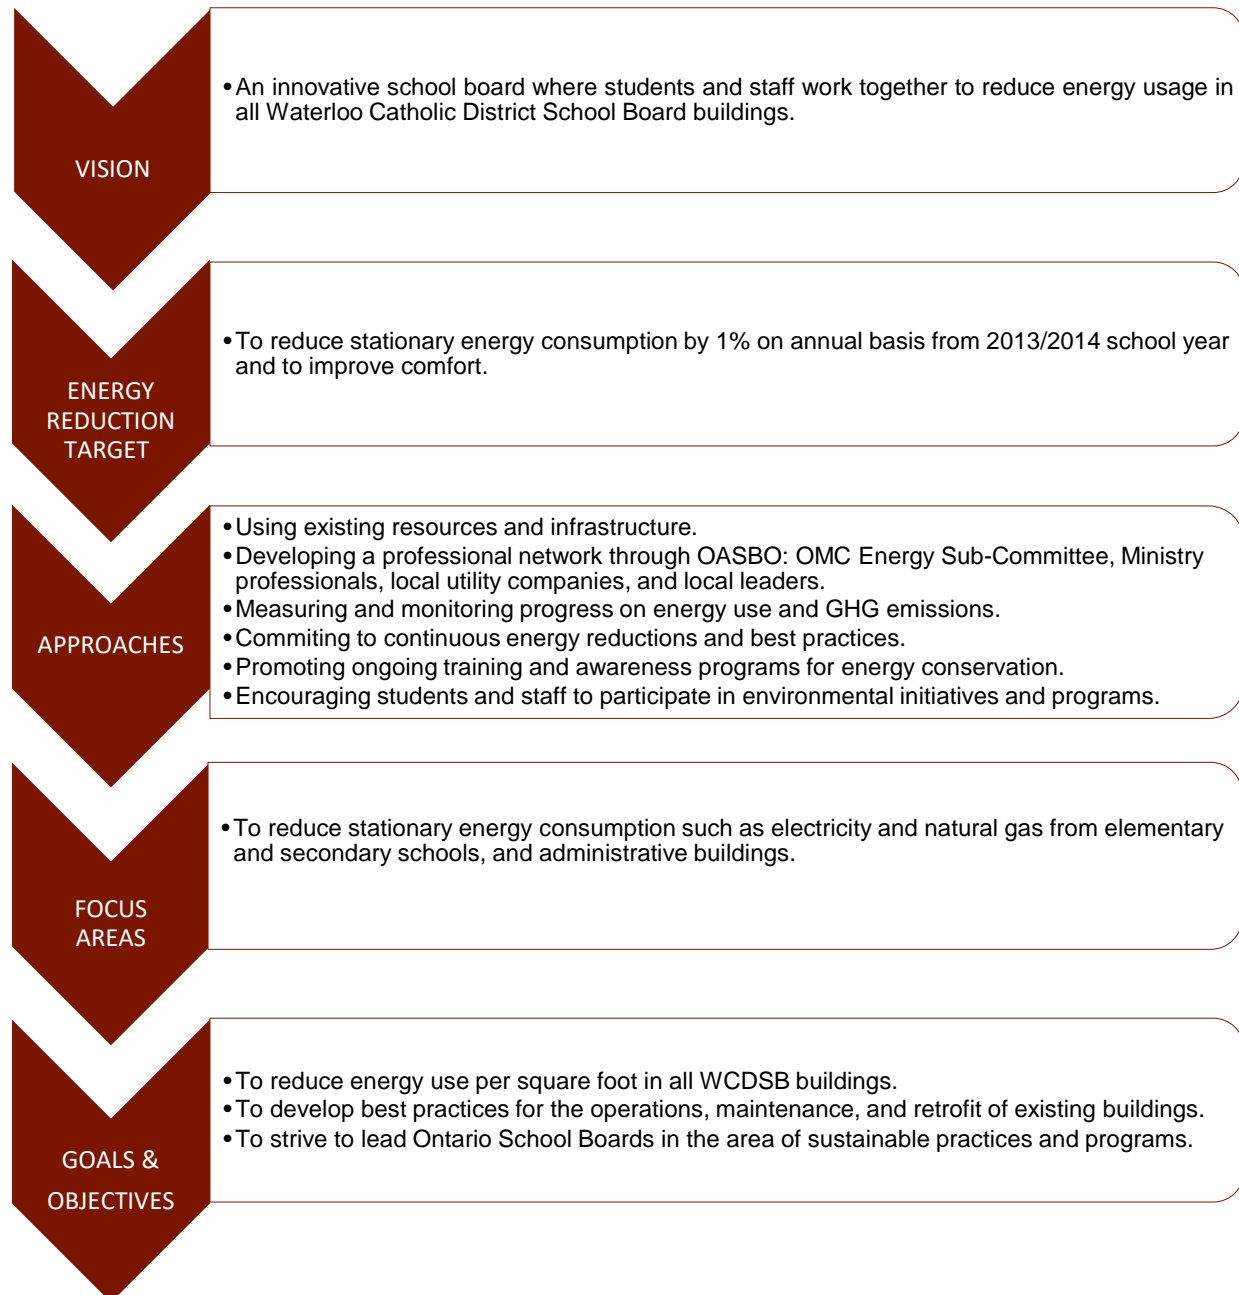 VISION
•An innovative school board where students and staff work together to reduce energy usage in
all Waterloo Catholic District School Board buildings.
ENERGY
REDUCTION
TARGET
•To reduce stationary energy consumption by 1% on annual basis from 2013/2014 school year
and to improve comfort.
APPROACHES
•Using existing resources and infrastructure.
•Developing a professional network through OASBO: OMC Energy Sub-Committee, Ministry
professionals, local utility companies, and local leaders.
•Measuring and monitoring progress on energy use and GHG emissions.
•Commiting to continuous energy reductions and best practices.
•Promoting ongoing training and awareness programs for energy conservation.
•Encouraging students and staff to participate in environmental initiatives and programs.
FOCUS
AREAS
•To reduce stationary energy consumption such as electricity and natural gas from elementary
and secondary schools, and administrative buildings.
GOALS &
OBJECTIVES
•To reduce energy use per square foot in all WCDSB buildings.
•To develop best practices for the operations, maintenance, and retrofit of existing buildings.
•To strive to lead Ontario School Boards in the area of sustainable practices and programs.